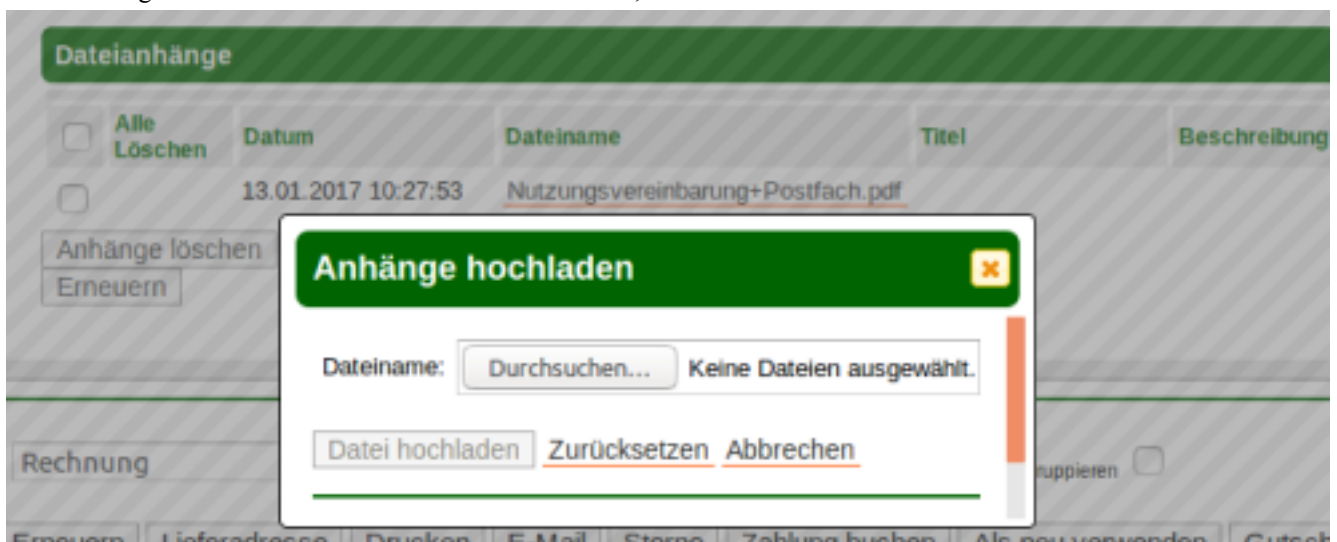 Dateianhänge
Alle Löschen Datum Dateiname Titel Beschreibung
13.01.2017 10:27:53 Nutzungsvereinbarung+Postfach.pdf
Anhänge löschen
Erneuern
Anhänge hochladen
Dateiname: Durchsuchen... Keine Dateien ausgewählt.
Datei hochladen Zurücksetzen Abbrechen
Rechnung ruppieren
Erneuern Lieferadresse Drucken E-Mail Storno Zahlung buchen Als neu verwenden Gutsch